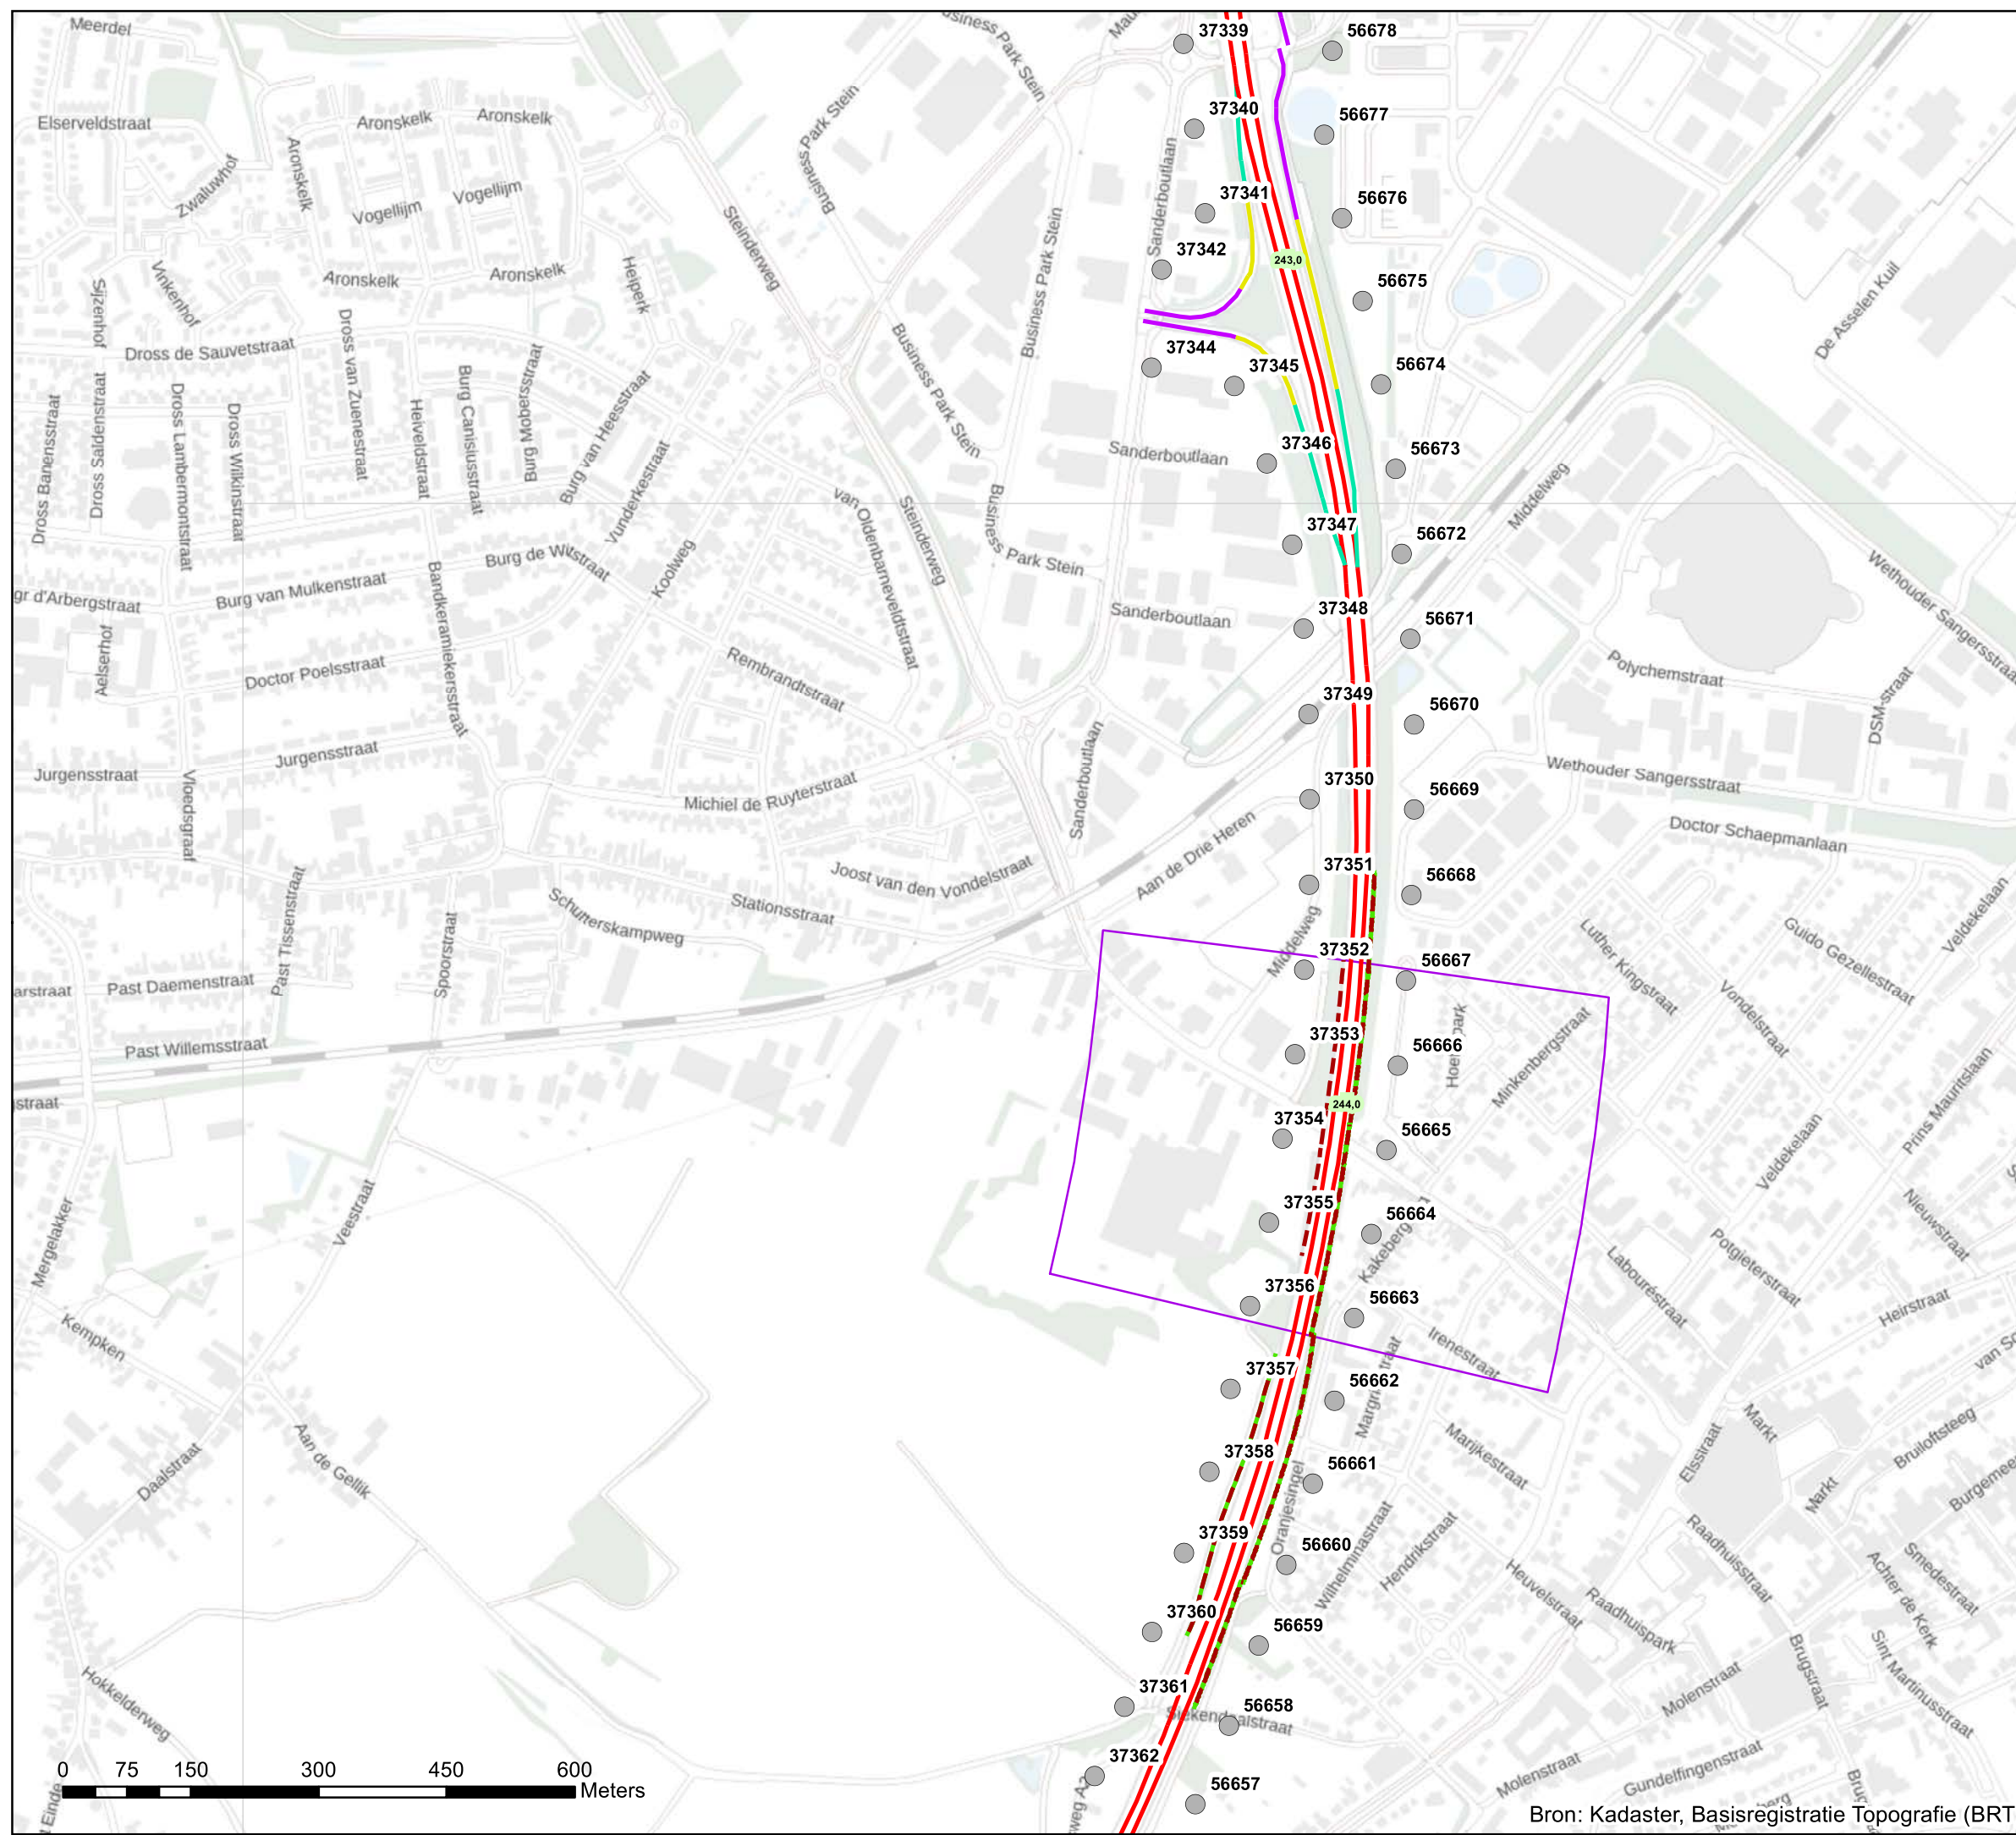 Meerdel
37339
56678
Business Park Stein
Elserveldstraat
Aronskelk
Aronskelk
37340
56677
Business Park Stein
Zwaluwhof
Aronskelk
Vogellijm
Vogellijm
Business
Sanderboutlaan
37341
56676
Steinderweg
Business Park Stein
37342
243,0
Vinkenhof
Aronskelk
Aronskelk
Heiperk
56675
De Asselen Kuil
Sijzenhof
Dross de Sauvetstraat
Dross van Zuenestraat
Business Park Stein
37344
37345
56674
Dross Banensstraat
Dross Saldenstraat
Dross Lambermontstraat
Dross Wilkinstraat
Heiveldstraat
Burg Canisiusstraat
Burg Mobersstraat
Burg van Heesstraat
Vunderkestraat
37346
Sanderboutlaan
56673
Middelweg
van Oldenbarneveldtstraat
Steinderweg
Business Park Stein
37347
56672
Burg de Witstraat
Koolweg
Wethouder Sangersstraat
gr d'Arbergstraat
Burg van Mulkenstraat
Bandkeramiekersstraat
Sanderboutlaan
37348
56671
Aelserhof
Doctor Poelsstraat
Rembrandtstraat
Polychemstraat
DSM-straat
37349
56670
Jurgensstraat
Jurgensstraat
Vloedsgraaf
Michiel de Ruyterstraat
Sanderboutlaan
37350
56669
Wethouder Sangersstraat
Doctor Schaepmanlaan
Aan de Drie Heren
37351
56668
Joost van den Vondelstraat
Stationsstraat
Schutterskampweg
Past Tissenstraat
Spoorstraat
Middelweg
37352
56667
Luther Kingstraat
Guido Gezellestraat
Veldekelaan
arstraat
Past Daemenstraat
Vondelstraat
Past Willemsstraat
37353
56666
Minkenbergstraat
Prins Mauritslaan
straat
244,0
37354
56665
Veldekelaan
Veestraat
Mergelakker
37355
56664
Nieuwstraat
Potgieterstraat
Labouréstraat
37356
56663
Heirstraat
Kempken
Irenestraat
37357
56662
Markt
Bruiloftsteeg
Daalstraat
Aan de Gellik
37358
56661
Marijkestraat
Elsstraat
Markt
Oranjesingel
37359
56660
Wilhelminastraat
Hendrikstraat
Heuvelstraat
Raadhuisstraat
Raadhuispark
Smedestraat
Achter de Kerk
37360
56659
Hokkelderweg
Molenstraat
Brugstraat
Sint Martinusstraat
37361
56658
37362
56657
Molenstraat
Gundelfingenstraat
0 75 150 300 450 600
Meters
Bron: Kadaster, Basisregistratie Topografie (BRT